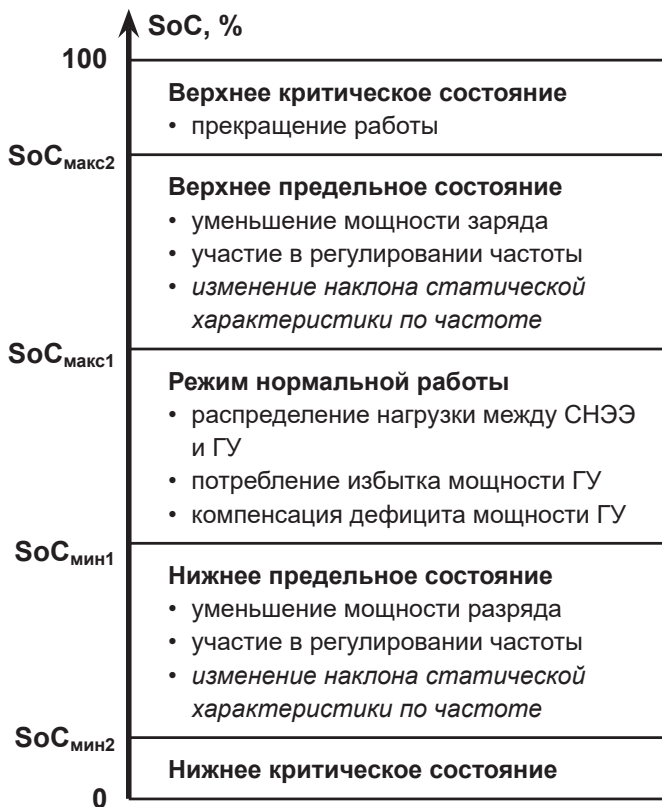 SoC, %
100
Верхнее критическое состояние
• прекращение работы
SoCмакс2
Верхнее предельное состояние
• уменьшение мощности заряда
• участие в регулировании частоты
• изменение наклона статической
характеристики по частоте
SoCмакс1
Режим нормальной работы
• распределение нагрузки между СНЭЭ
и ГУ
• потребление избытка мощности ГУ
• компенсация дефицита мощности ГУ
SoCмин1
Нижнее предельное состояние
• уменьшение мощности разряда
• участие в регулировании частоты
• изменение наклона статической
характеристики по частоте
SoCмин2
Нижнее критическое состояние
0